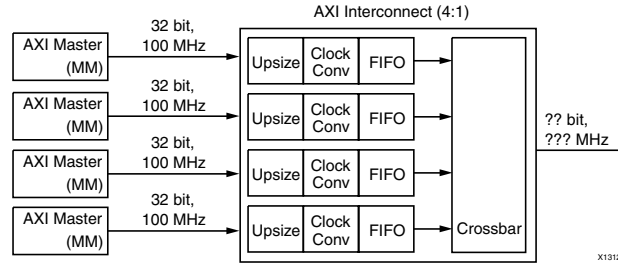 AXI Interconnect (4:1)
32 bit,
100 MHz
AXI Master
(MM)
Upsize
Clock
Conv
FIFO
32 bit,
100 MHz
AXI Master
(MM)
Upsize
Clock
Conv
FIFO
?? bit,
??? MHz
32 bit,
100 MHz
AXI Master
(MM)
Upsize
Clock
Conv
FIFO
32 bit,
100 MHz
AXI Master
(MM)
Upsize
Clock
Conv
FIFO
Crossbar